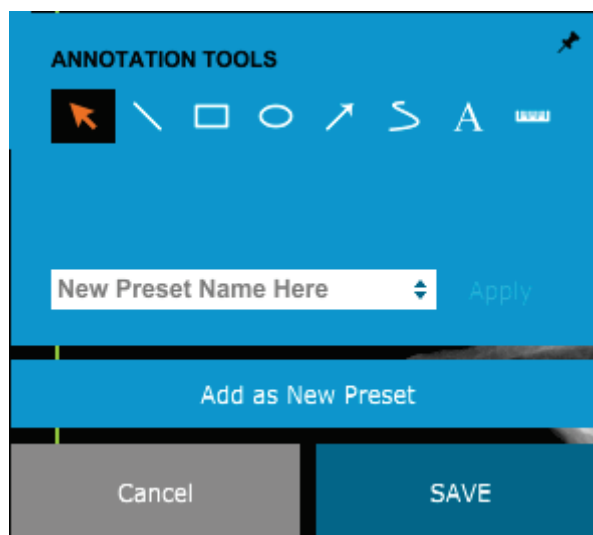 ANNOTATION TOOLS
A
New Preset Name Here
Apply
Add as New Preset
Cancel
SAVE